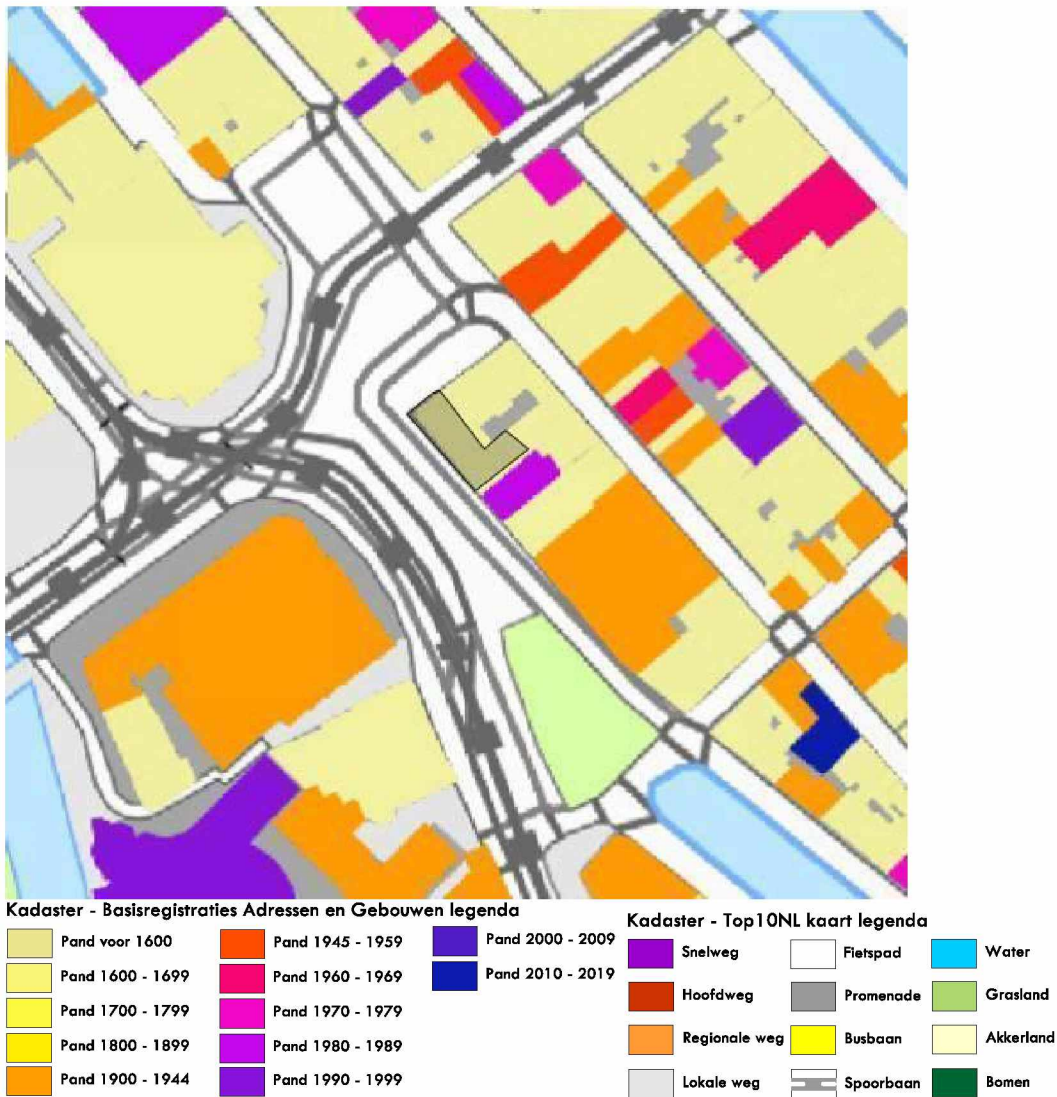 Kadaster - Basisregistraties Adressen en Gebouwen legenda
Pand voor 1600
Pand 1600 - 1699
Pand 1700 - 1799
Pand 1800 - 1899
Pand 1900 - 1944
Pand 1945 - 1959
Pand 1960 - 1969
Pand 1970 - 1979
Pand 1980 - 1989
Pand 1990 - 1999
Pand 2000 - 2009
Pand 2010 - 2019
Kadaster - Top10NL kaart legenda
Snelweg
Hoofdweg
Regionale weg
Lokale weg
Fietspad
Promenade
Busbaan
Spoorbaan
Water
Grasland
Akkerland
Bomen